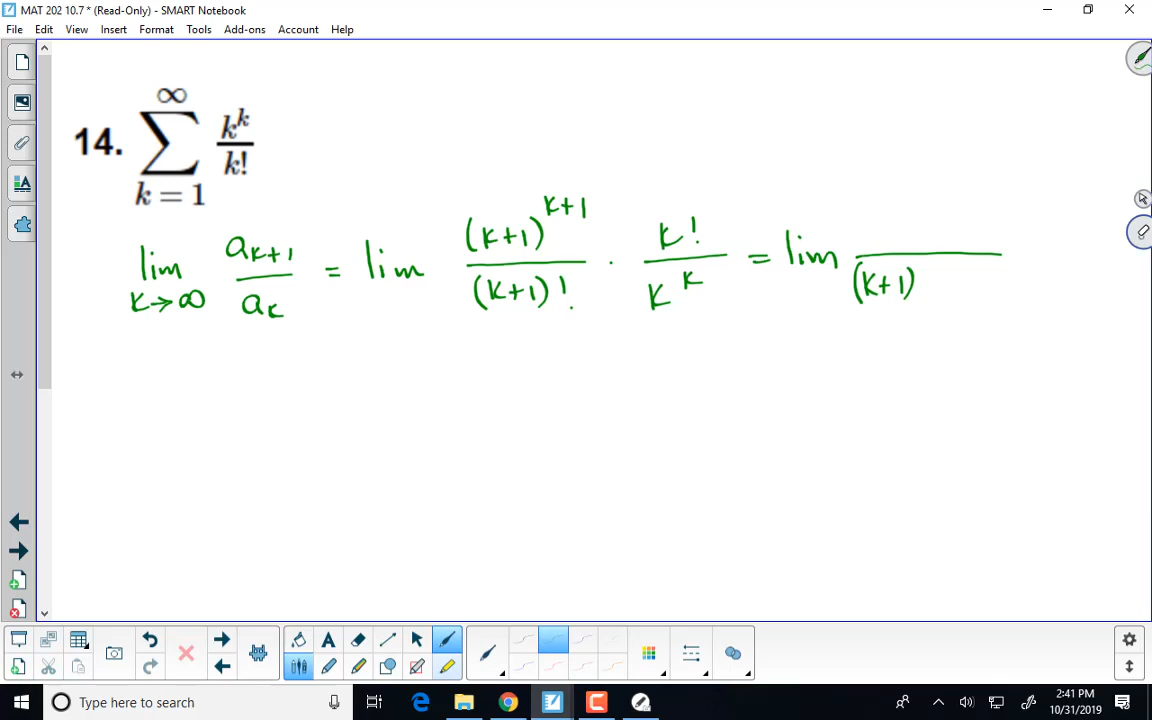 MAT 202 10.7 * (Read-Only) - SMART Notebook
File Edit View Insert Format Tools Add-ons Account Help
14. ∑ k=1 ∞ k^k/k!
lim k→∞ a_{k+1}/a_k = lim (k+1)^{k+1}/(k+1)! · k!/k^k = lim /(k+1)
Type here to search
2:41 PM
10/31/2019